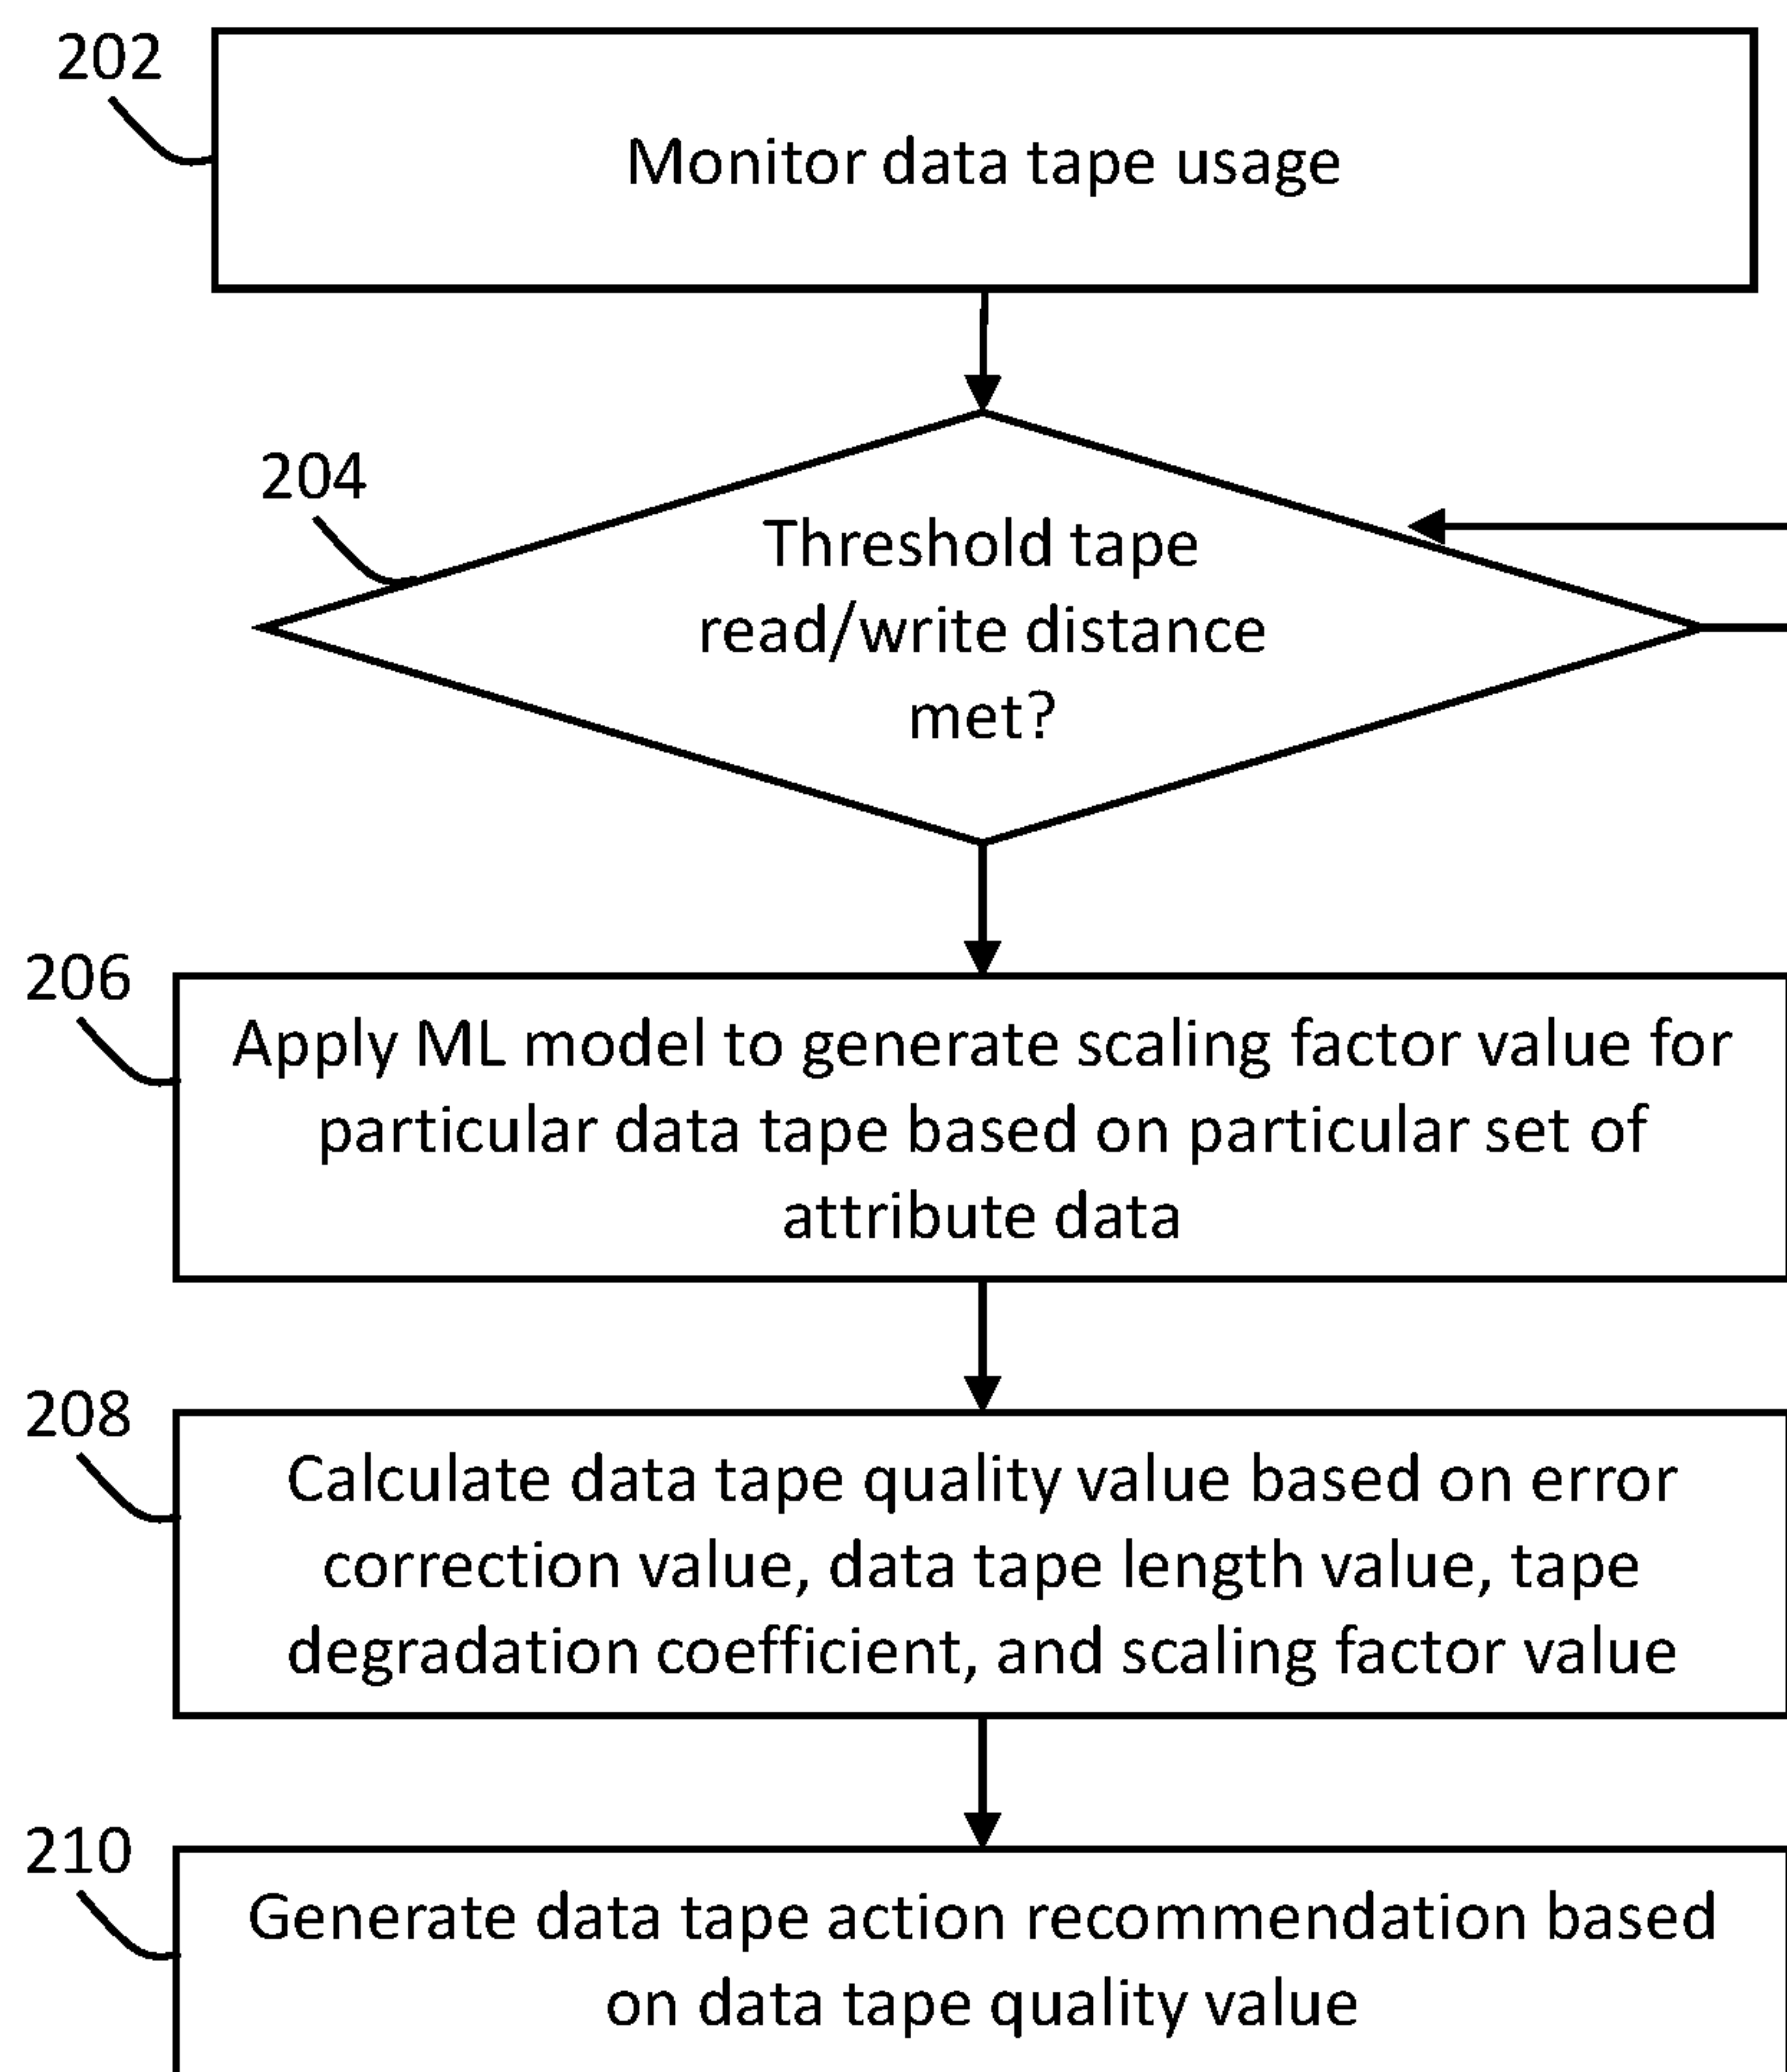 202
Monitor data tape usage
204
Threshold tape
read/write distance
met?
206
Apply ML model to generate scaling factor value for
particular data tape based on particular set of
attribute data
208
Calculate data tape quality value based on error
correction value, data tape length value, tape
degradation coefficient, and scaling factor value
210
Generate data tape action recommendation based
on data tape quality value